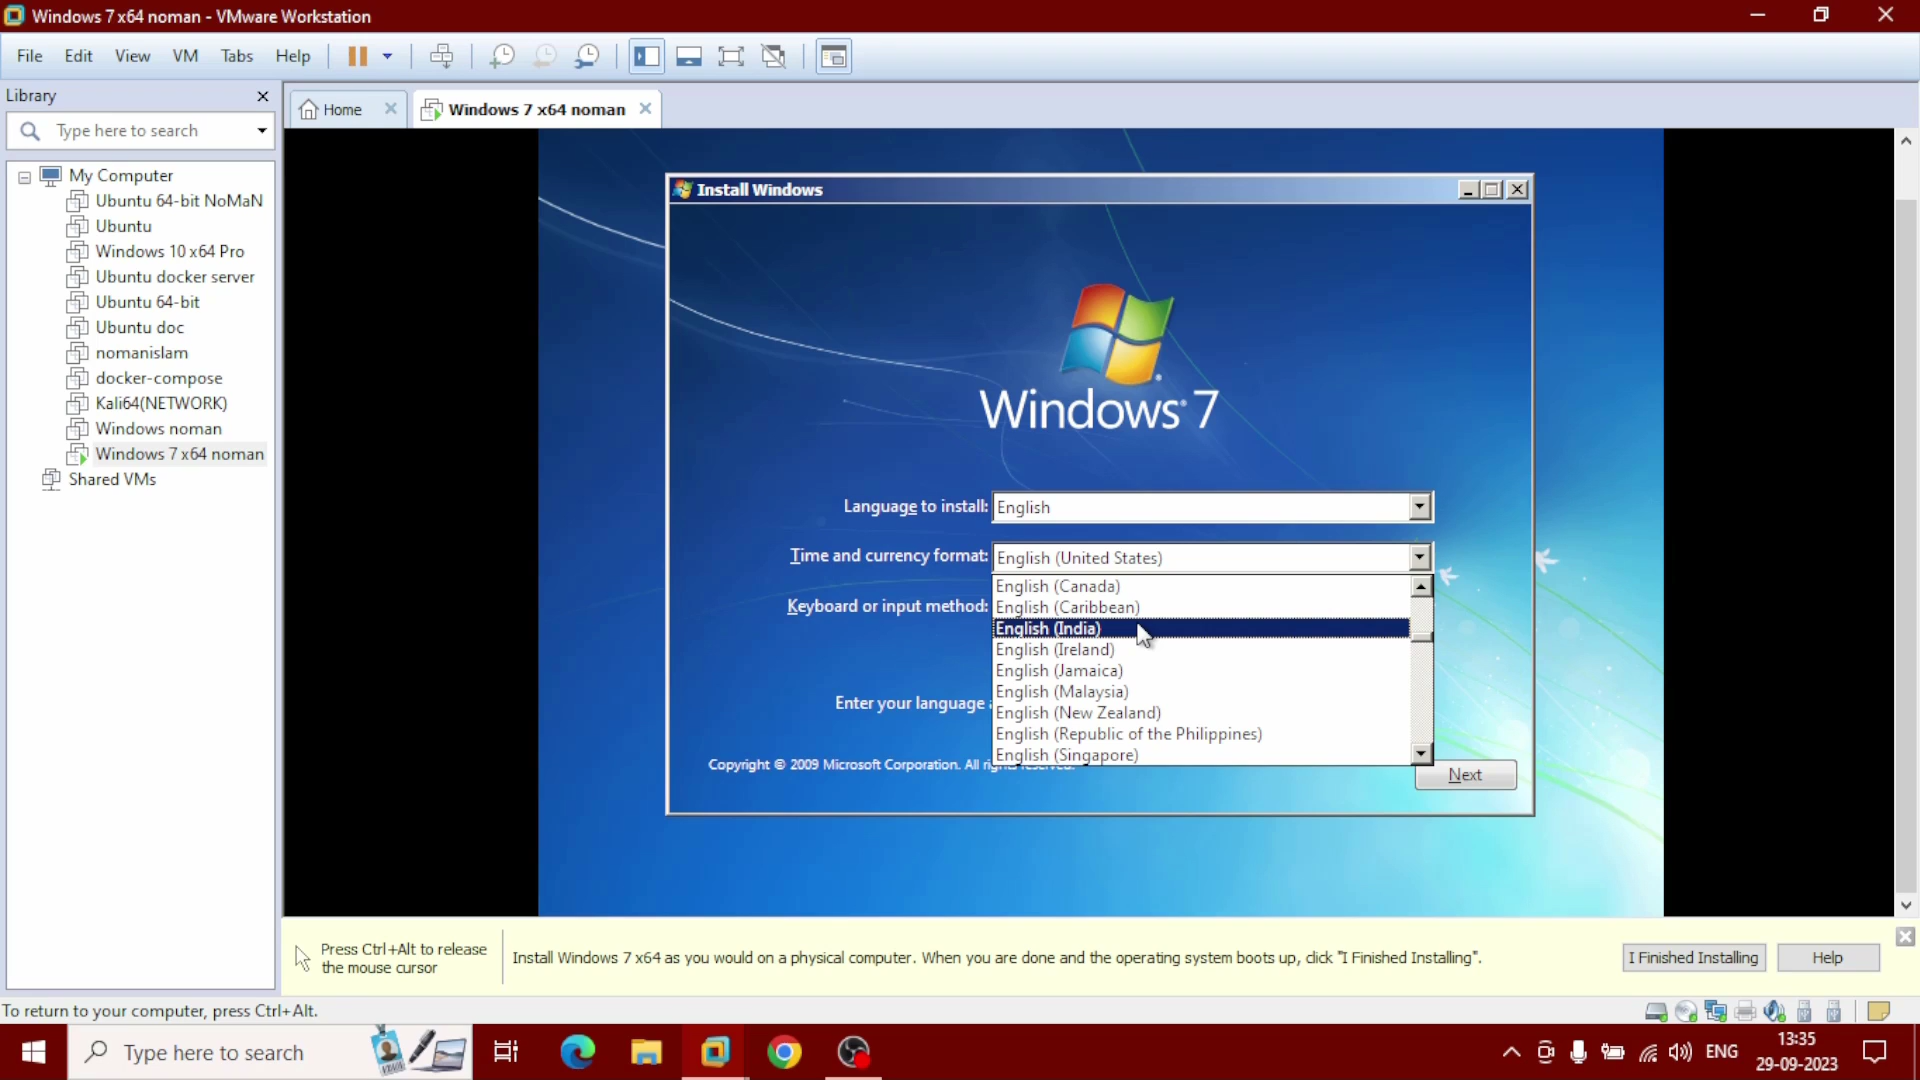 Windows 7 x64 noman - VMware Workstation
File Edit View VM Tabs Help
Library
Type here to search
Home
Windows 7 x64 noman
My Computer
Ubuntu 64-bit NoMaN
Ubuntu
Windows 10 x64 Pro
Ubuntu docker server
Ubuntu 64-bit
Ubuntu doc
nomanislam
docker-compose
Kali64(NETWORK)
Windows noman
Windows 7 x64 noman
Shared VMs
Install Windows
Windows® 7
Language to install: English
Time and currency format: English (United States)
Keyboard or input method:
English (Canada)
English (Caribbean)
English (India)
English (Ireland)
English (Jamaica)
English (Malaysia)
English (New Zealand)
English (Republic of the Philippines)
English (Singapore)
Enter your language
Copyright © 2009 Microsoft Corporation. All rights reserved.
Next
Press Ctrl+Alt to release
the mouse cursor
Install Windows 7 x64 as you would on a physical computer. When you are done and the operating system boots up, click "I Finished Installing".
I Finished Installing
Help
To return to your computer, press Ctrl+Alt.
Type here to search
ENG
13:35
29-09-2023